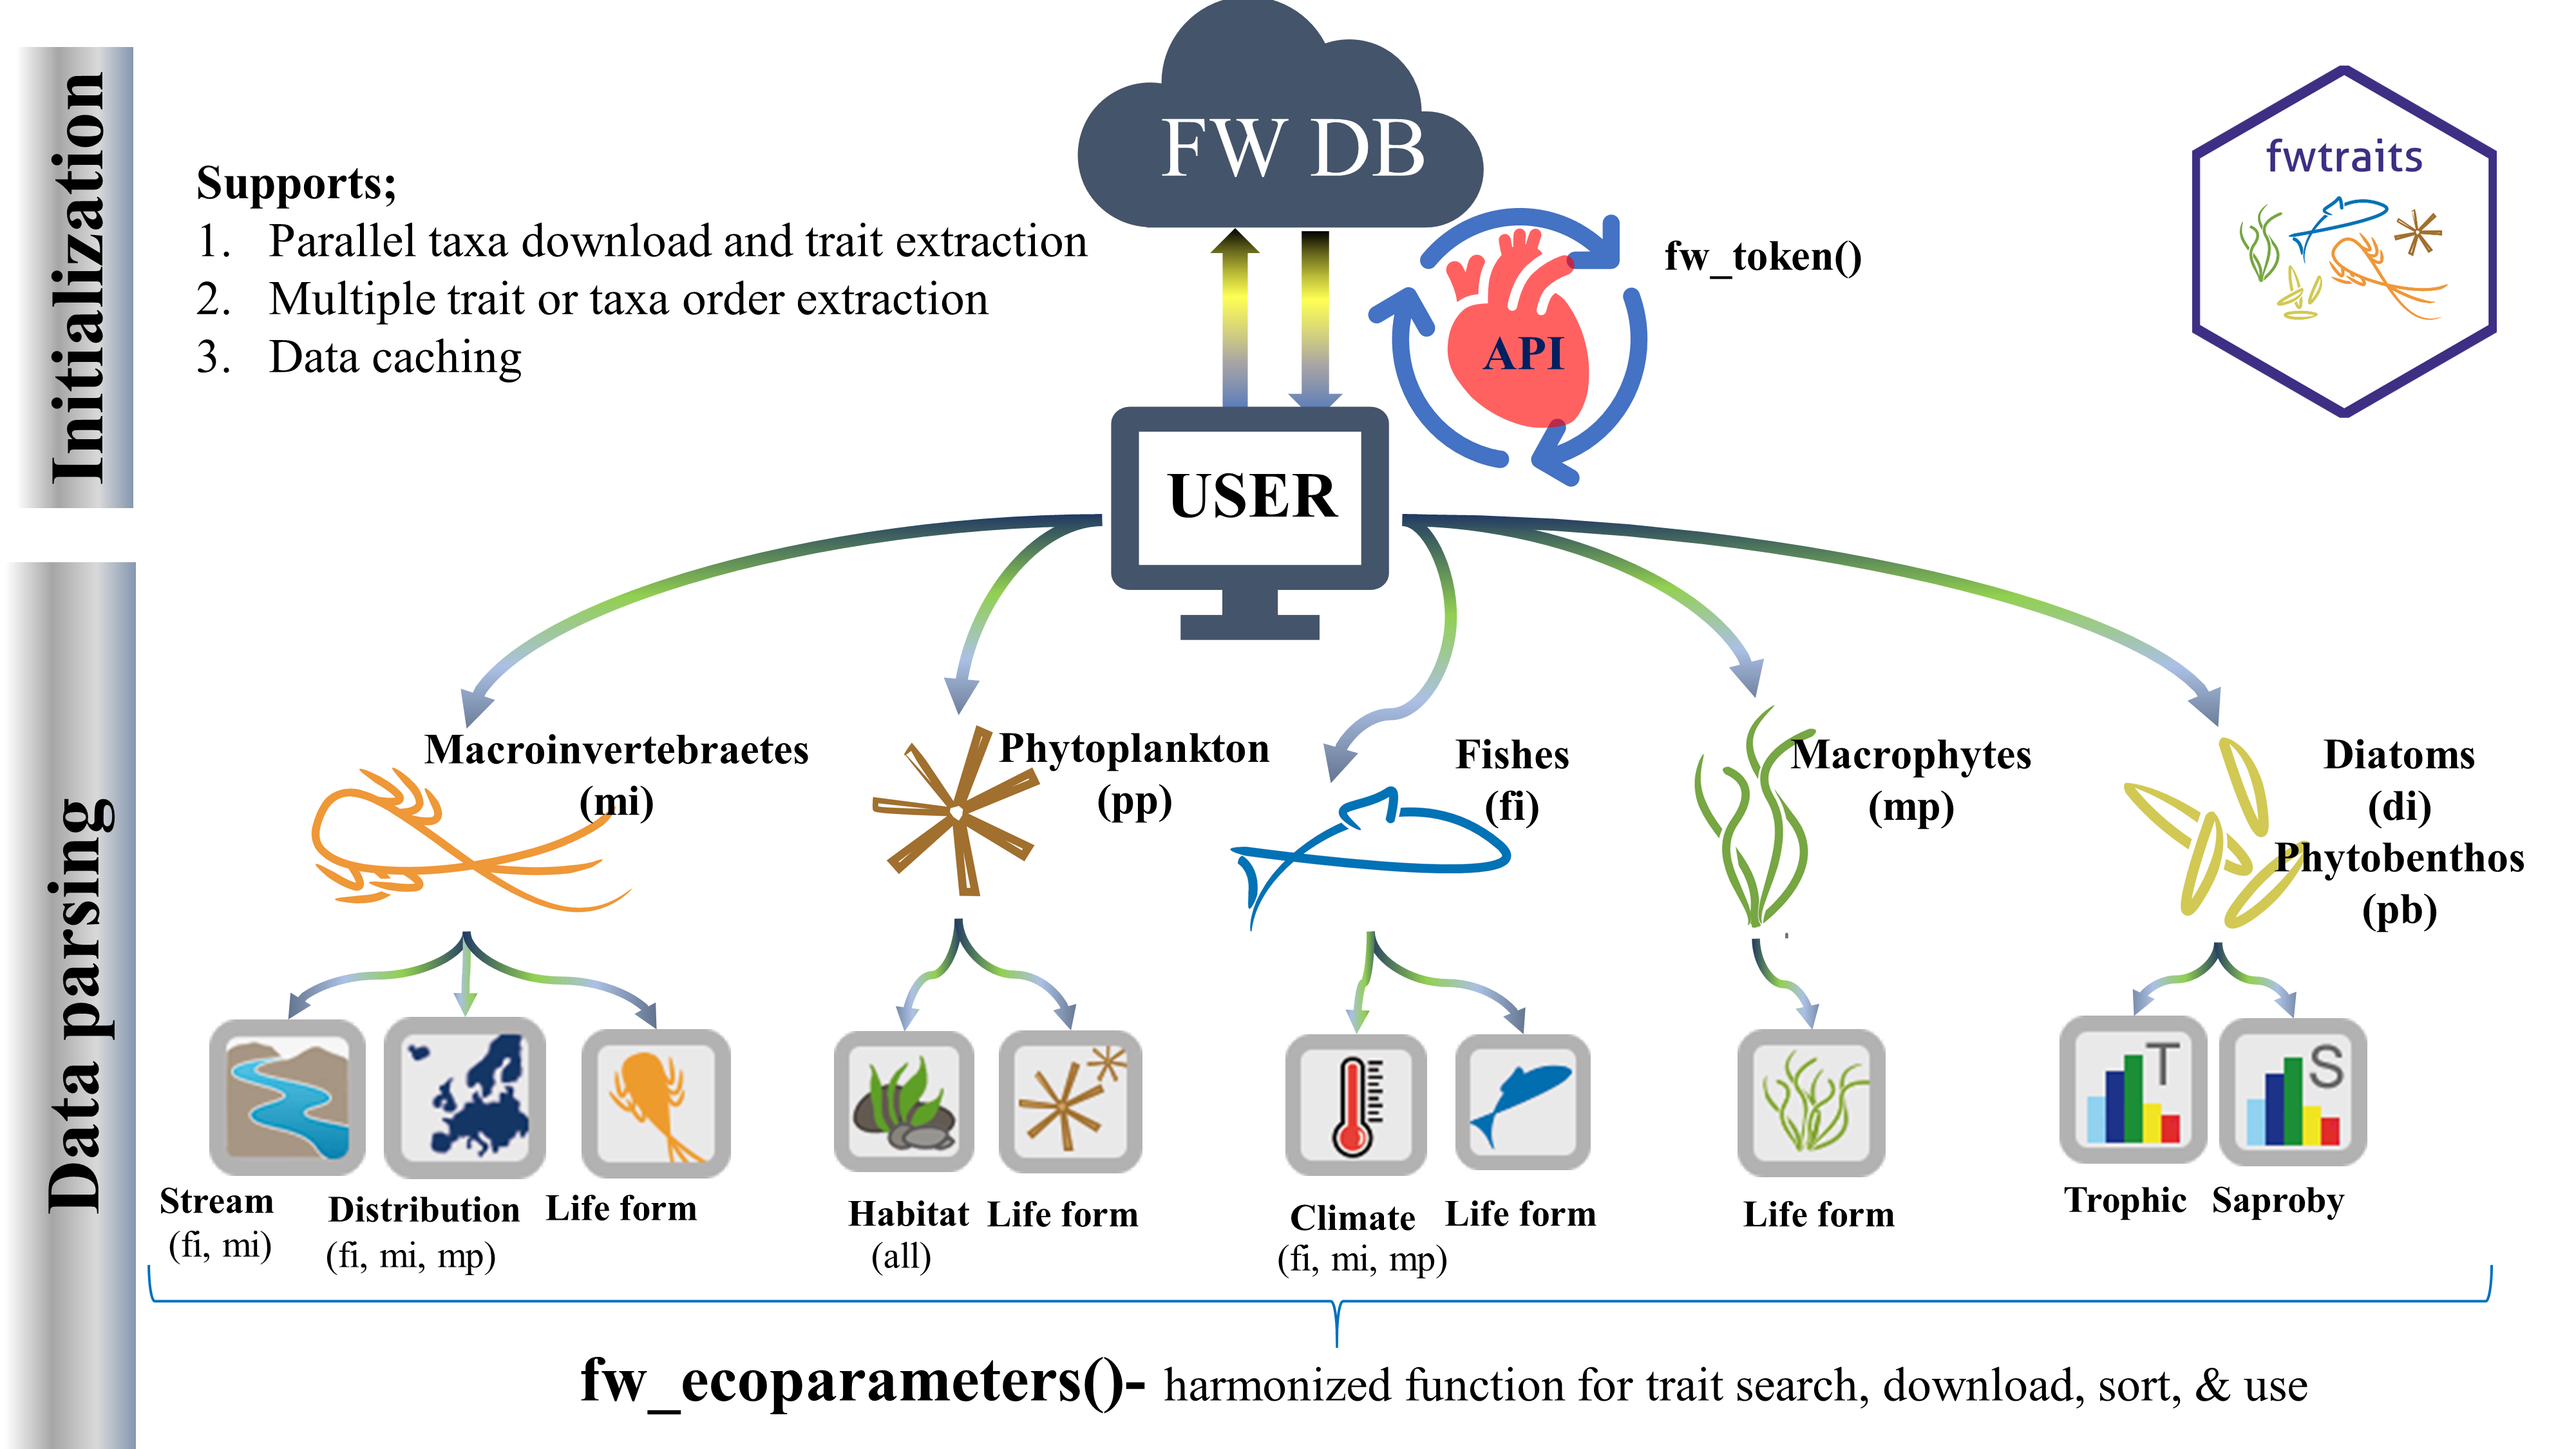 Initialization
FW DB
fwtraits
Supports;
1. Parallel taxa download and trait extraction
2. Multiple trait or taxa order extraction
3. Data caching
fw_token()
API
USER
Data parsing
Macroinvertebraetes
(mi)
Phytoplankton
(pp)
Fishes
(fi)
Macrophytes
(mp)
Diatoms
(di)
Phytobenthos
(pb)
T
S
Stream
(fi, mi)
Distribution
(fi, mi, mp)
Life form
Habitat
(all)
Life form
Climate
(fi, mi, mp)
Life form
Life form
Trophic
Saproby
fw_ecoparameters()- harmonized function for trait search, download, sort, & use